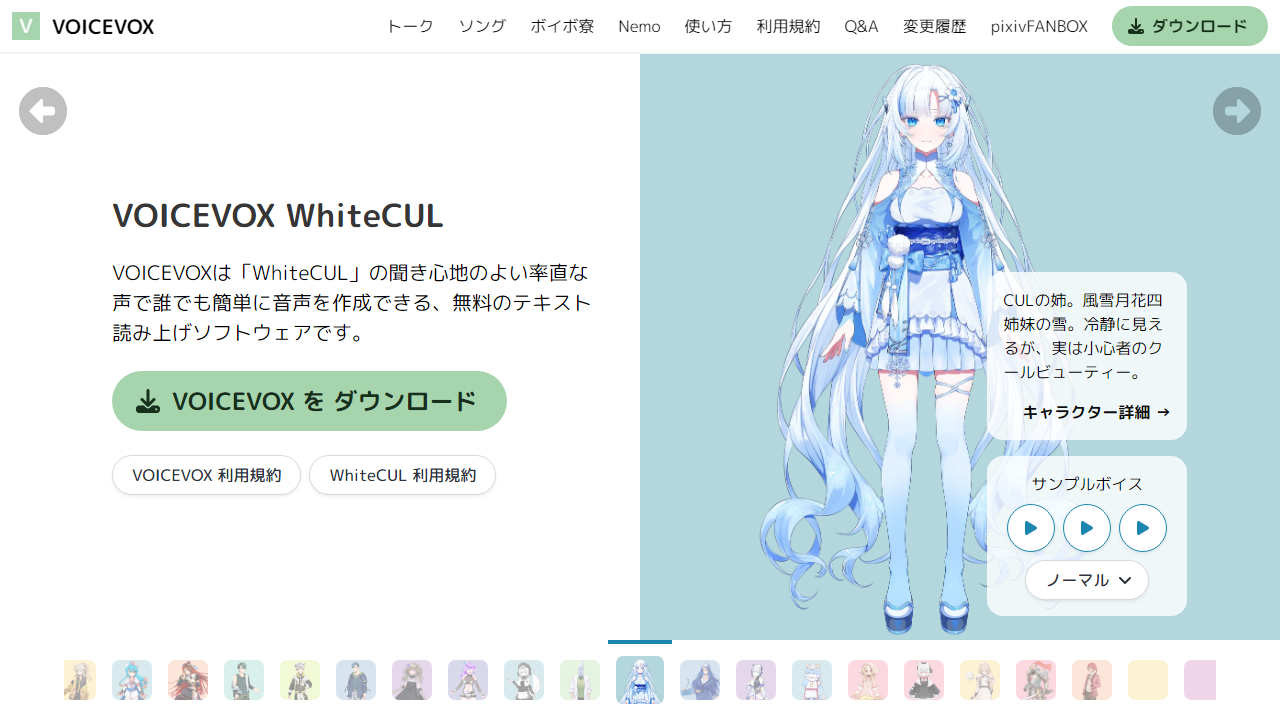 V VOICEVOX トーク ソング ボイボ寮 Nemo 使い方 利用規約 Q&A 変更履歴 pixivFANBOX ダウンロード
VOICEVOX WhiteCUL
VOICEVOXは「WhiteCUL」の聞き心地のよい率直な
声で誰でも簡単に音声を作成できる、無料のテキスト
読み上げソフトウェアです。
VOICEVOX を ダウンロード
VOICEVOX 利用規約 WhiteCUL 利用規約
CULの姉。風雪月花四
姉妹の雪。冷静に見え
るが、実は小心者のク
ールビューティー。
キャラクター詳細 →
サンプルボイス
ノーマル